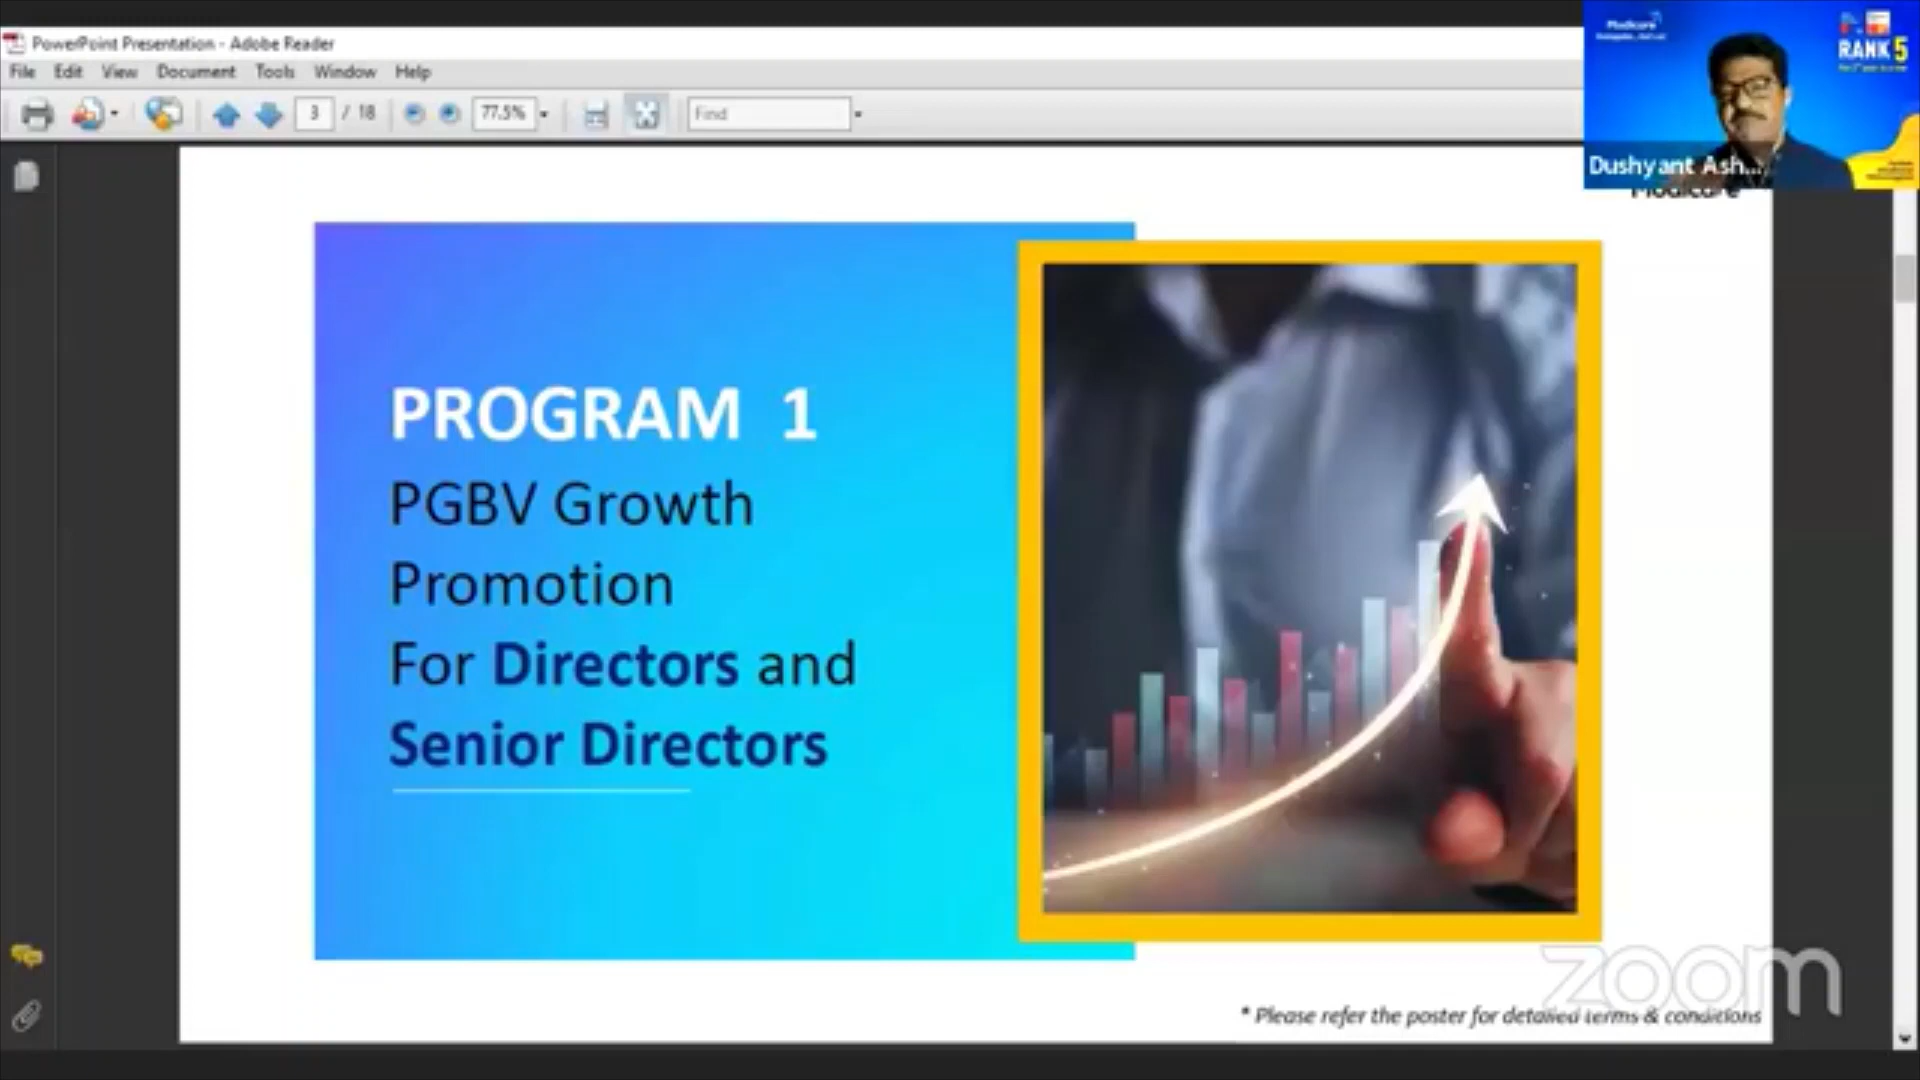 PowerPoint Presentation - Adobe Reader
File Edit View Document Tools Window Help
3 / 18 77.5% Find
Modicare
RANK 5
Dushyant Ash...
PROGRAM 1
PGBV Growth
Promotion
For Directors and
Senior Directors
* Please refer the poster for detailed terms & conditions
zoom